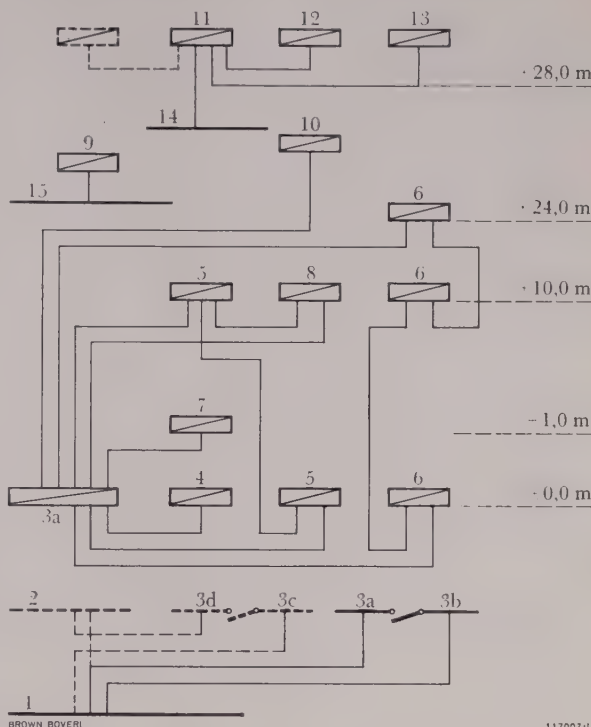 11 12 13
· 28,0 m
14
10
9
15
6
· 24,0 m
5 8 6
· 10,0 m
7
- 1,0 m
4 5 6
· 0,0 m
3a
2 3d 3c 3a 3b
1
BROWN BOVERI